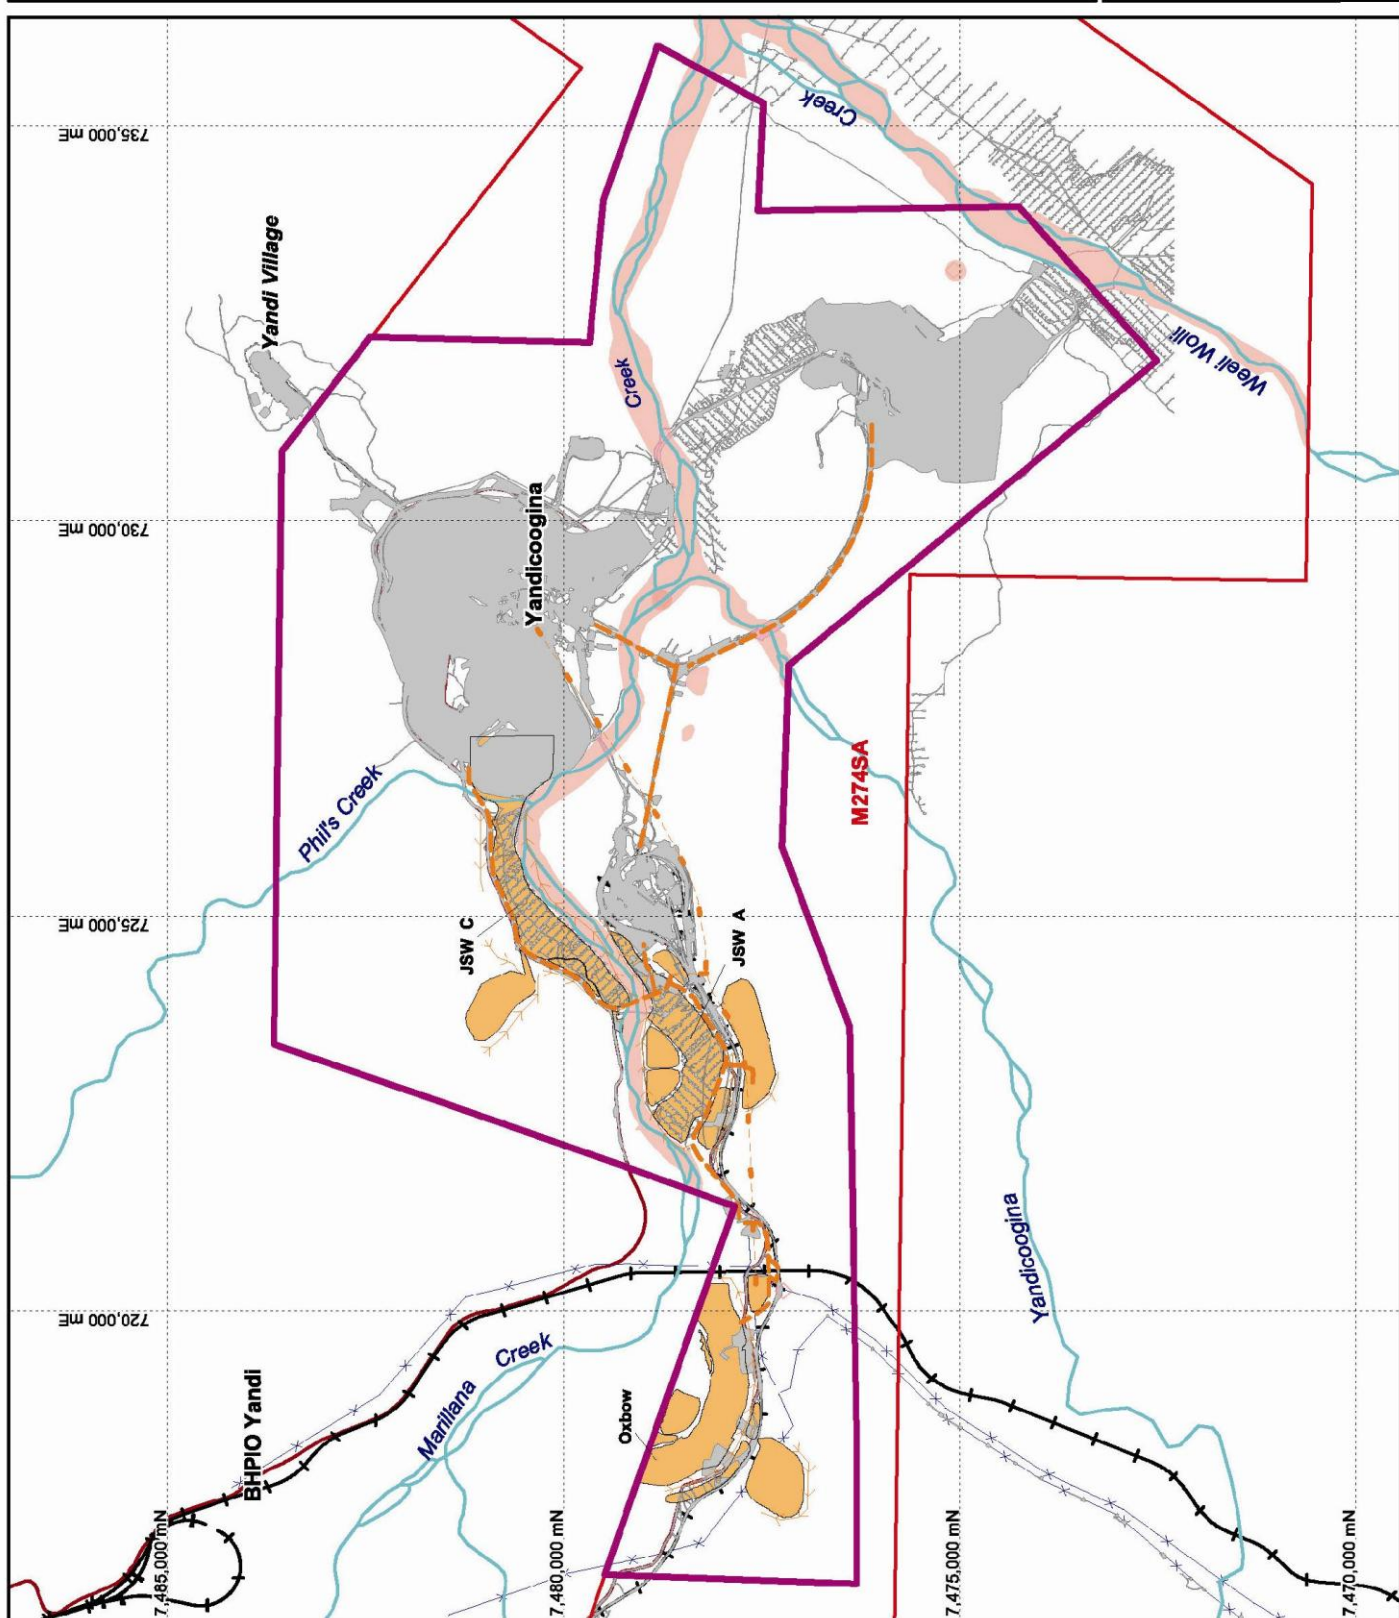 735,000 mE
730,000 mE
725,000 mE
720,000 mE
Creek
Yandi Village
Creek
Weeli Wolli
Yandicoogina
Phil's Creek
M274SA
JSW C
JSW A
Yandicoogina
Creek
Marillana
Oxbow
BHPIO Yandi
7,485,000 mN
7,480,000 mN
7,475,000 mN
7,470,000 mN